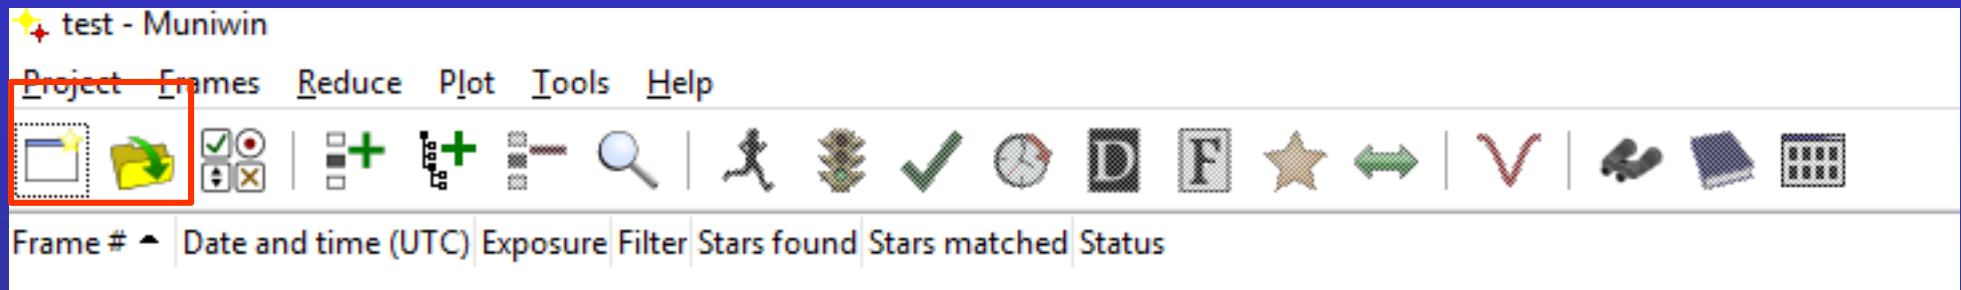 test - Muniwin
Project Frames Reduce Plot Tools Help
D F
Frame # Date and time (UTC) Exposure Filter Stars found Stars matched Status